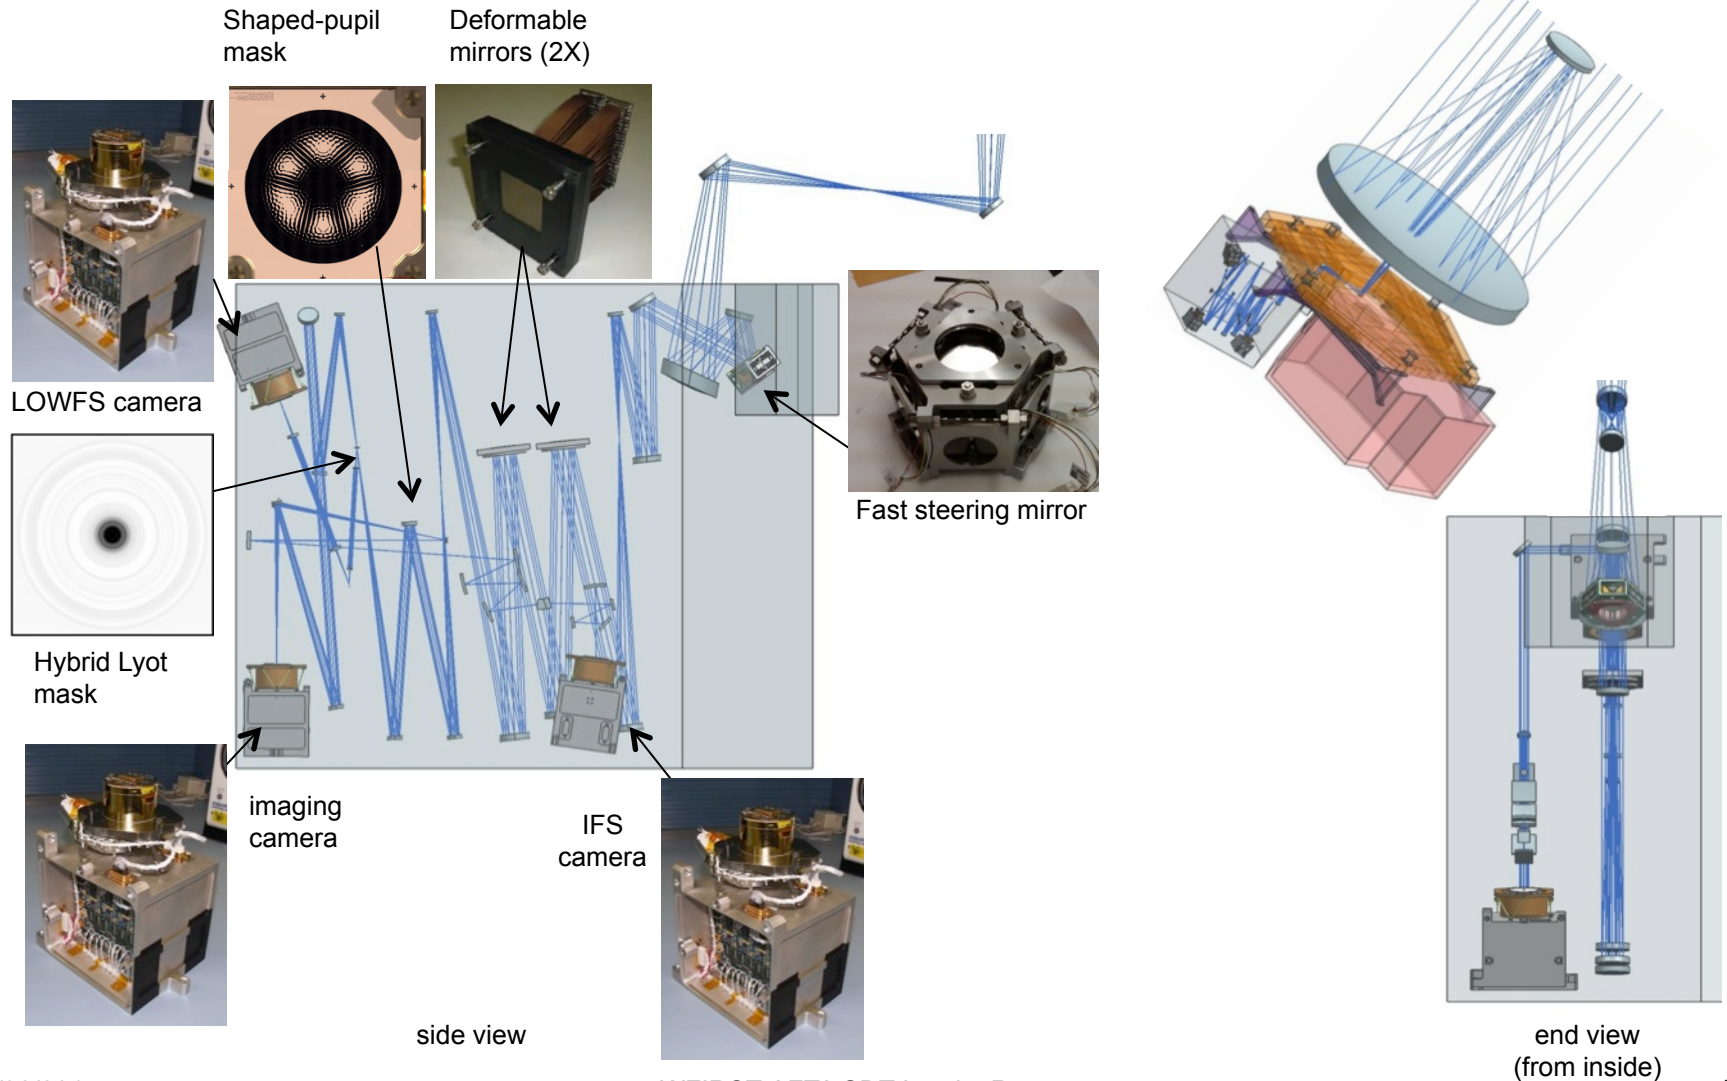 Shaped-pupil
mask
Deformable
mirrors (2X)
LOWFS camera
Fast steering mirror
Hybrid Lyot
mask
imaging
camera
IFS
camera
side view
end view
(from inside)